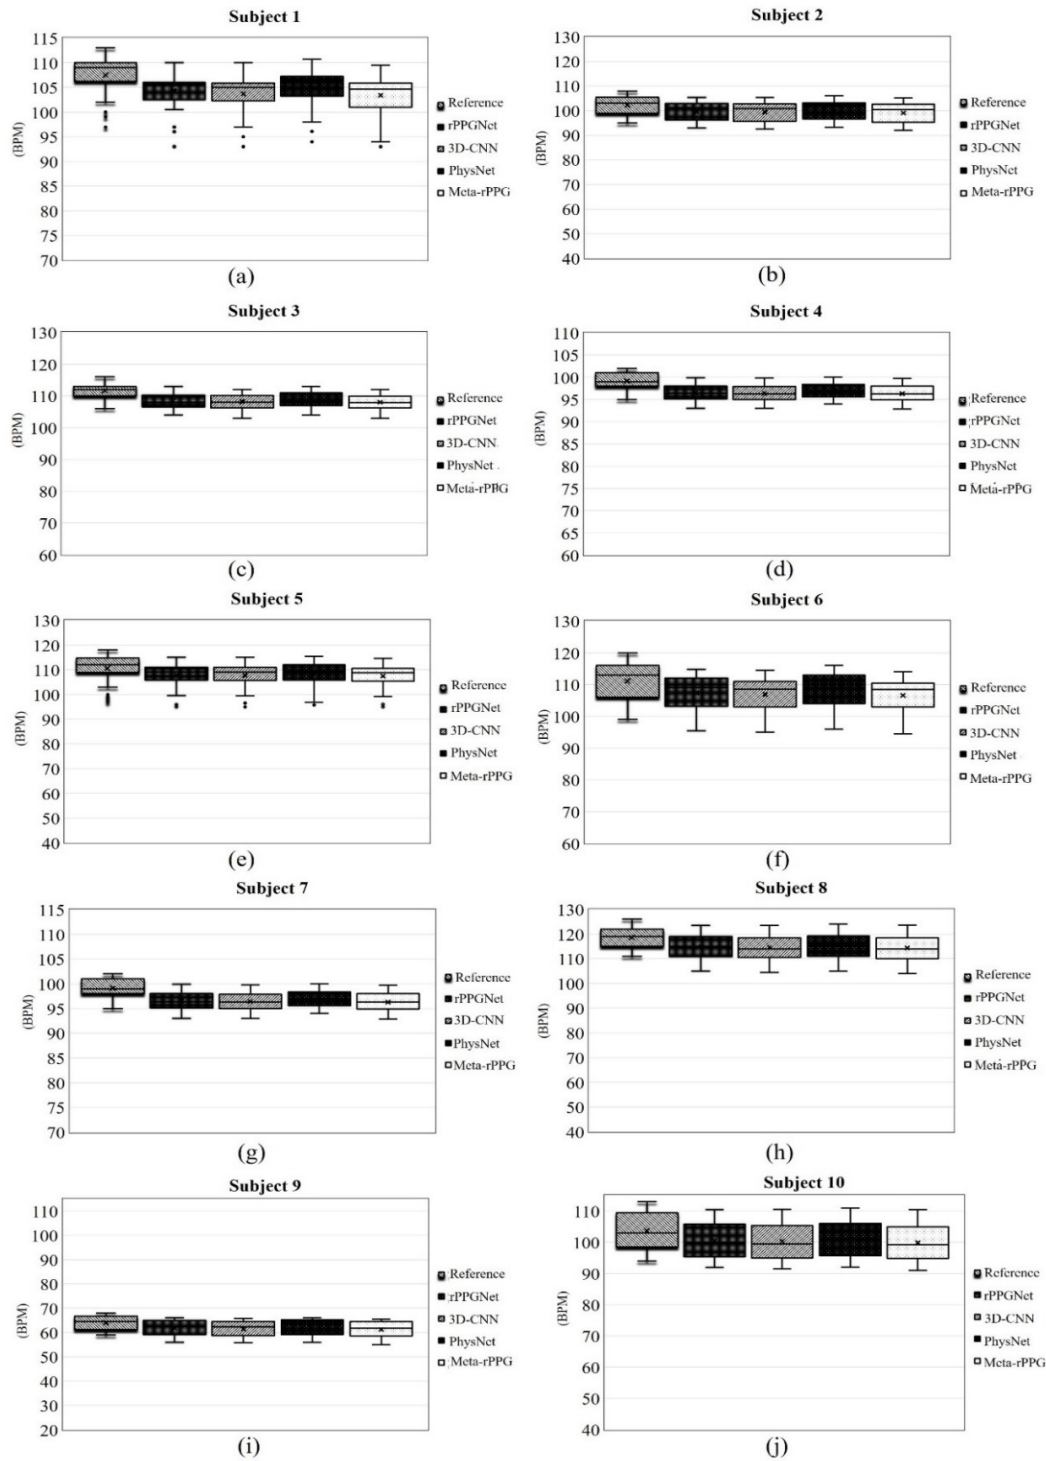 Subject 1
115
110
105
100
95
90
85
80
75
70
(BPM)
Reference
rPPGNet
3D-CNN
PhysNet
Meta-rPPG
(a)
Subject 2
130
120
110
100
90
80
70
60
50
40
(BPM)
Reference
rPPGNet
3D-CNN
PhysNet
Meta-rPPG
(b)
Subject 3
130
120
110
100
90
80
70
60
(BPM)
Reference
rPPGNet
3D-CNN
PhysNet
Meta-rPPG
(c)
Subject 4
110
105
100
95
90
85
80
75
70
65
60
(BPM)
Reference
rPPGNet
3D-CNN
PhysNet
Meta-rPPG
(d)
Subject 5
130
120
110
100
90
80
70
60
50
40
(BPM)
Reference
rPPGNet
3D-CNN
PhysNet
Meta-rPPG
(e)
Subject 6
130
120
110
100
90
80
70
60
(BPM)
Reference
rPPGNet
3D-CNN
PhysNet
Meta-rPPG
(f)
Subject 7
115
110
105
100
95
90
85
80
75
70
(BPM)
Reference
rPPGNet
3D-CNN
PhysNet
Meta-rPPG
(g)
Subject 8
130
120
110
100
90
80
70
60
50
40
(BPM)
Reference
rPPGNet
3D-CNN
PhysNet
Meta-rPPG
(h)
Subject 9
110
100
90
80
70
60
50
40
30
20
(BPM)
Reference
rPPGNet
3D-CNN
PhysNet
Meta-rPPG
(i)
Subject 10
110
100
90
80
70
60
50
40
(BPM)
Reference
rPPGNet
3D-CNN
PhysNet
Meta-rPPG
(j)